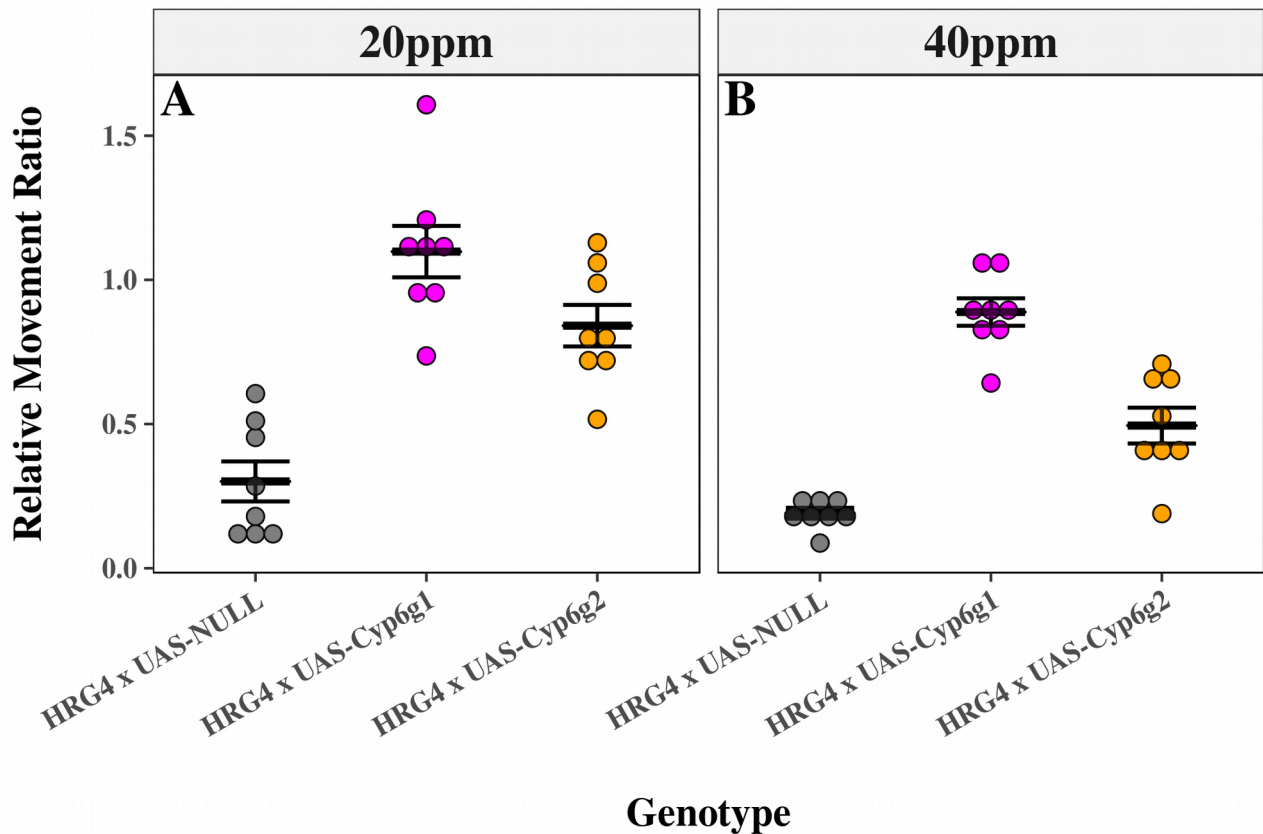 20ppm
40ppm
A
B
Relative Movement Ratio
1.5
1.0
0.5
0.0
HRG4 x UAS-NULL
HRG4 x UAS-Cyp6g1
HRG4 x UAS-Cyp6g2
HRG4 x UAS-NULL
HRG4 x UAS-Cyp6g1
HRG4 x UAS-Cyp6g2
Genotype